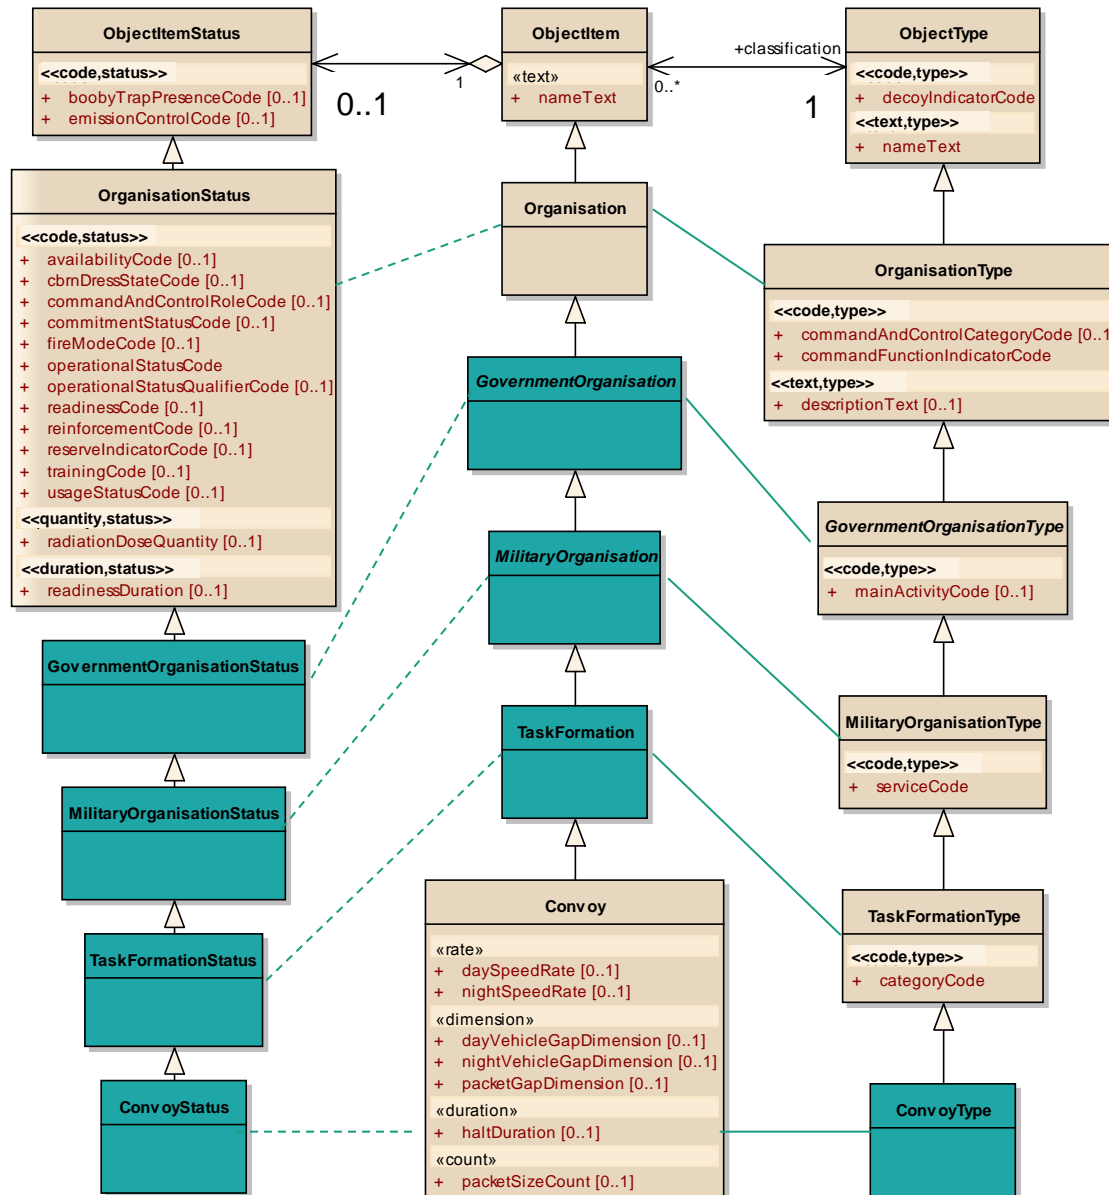 ObjectItemStatus
<<code,status>>
+ boobyTrapPresenceCode [0..1]
+ emissionControlCode [0..1]
0..1
1
ObjectItem
«text»
+ nameText
0..*
+classification
1
ObjectType
<<code,type>>
+ decoyIndicatorCode
<<text,type>>
+ nameText
OrganisationStatus
<<code,status>>
+ availabilityCode [0..1]
+ cbrnDressStateCode [0..1]
+ commandAndControlRoleCode [0..1]
+ commitmentStatusCode [0..1]
+ fireModeCode [0..1]
+ operationalStatusCode
+ operationalStatusQualifierCode [0..1]
+ readinessCode [0..1]
+ reinforcementCode [0..1]
+ reserveIndicatorCode [0..1]
+ trainingCode [0..1]
+ usageStatusCode [0..1]
<<quantity,status>>
+ radiationDoseQuantity [0..1]
<<duration,status>>
+ readinessDuration [0..1]
Organisation
OrganisationType
<<code,type>>
+ commandAndControlCategoryCode [0..1
+ commandFunctionIndicatorCode
<<text,type>>
+ descriptionText [0..1]
GovernmentOrganisation
GovernmentOrganisationType
<<code,type>>
+ mainActivityCode [0..1]
MilitaryOrganisation
GovernmentOrganisationStatus
MilitaryOrganisationType
<<code,type>>
+ serviceCode
TaskFormation
MilitaryOrganisationStatus
TaskFormationType
<<code,type>>
+ categoryCode
TaskFormationStatus
Convoy
«rate»
+ daySpeedRate [0..1]
+ nightSpeedRate [0..1]
«dimension»
+ dayVehicleGapDimension [0..1]
+ nightVehicleGapDimension [0..1]
+ packetGapDimension [0..1]
«duration»
+ haltDuration [0..1]
«count»
+ packetSizeCount [0..1]
ConvoyStatus
ConvoyType